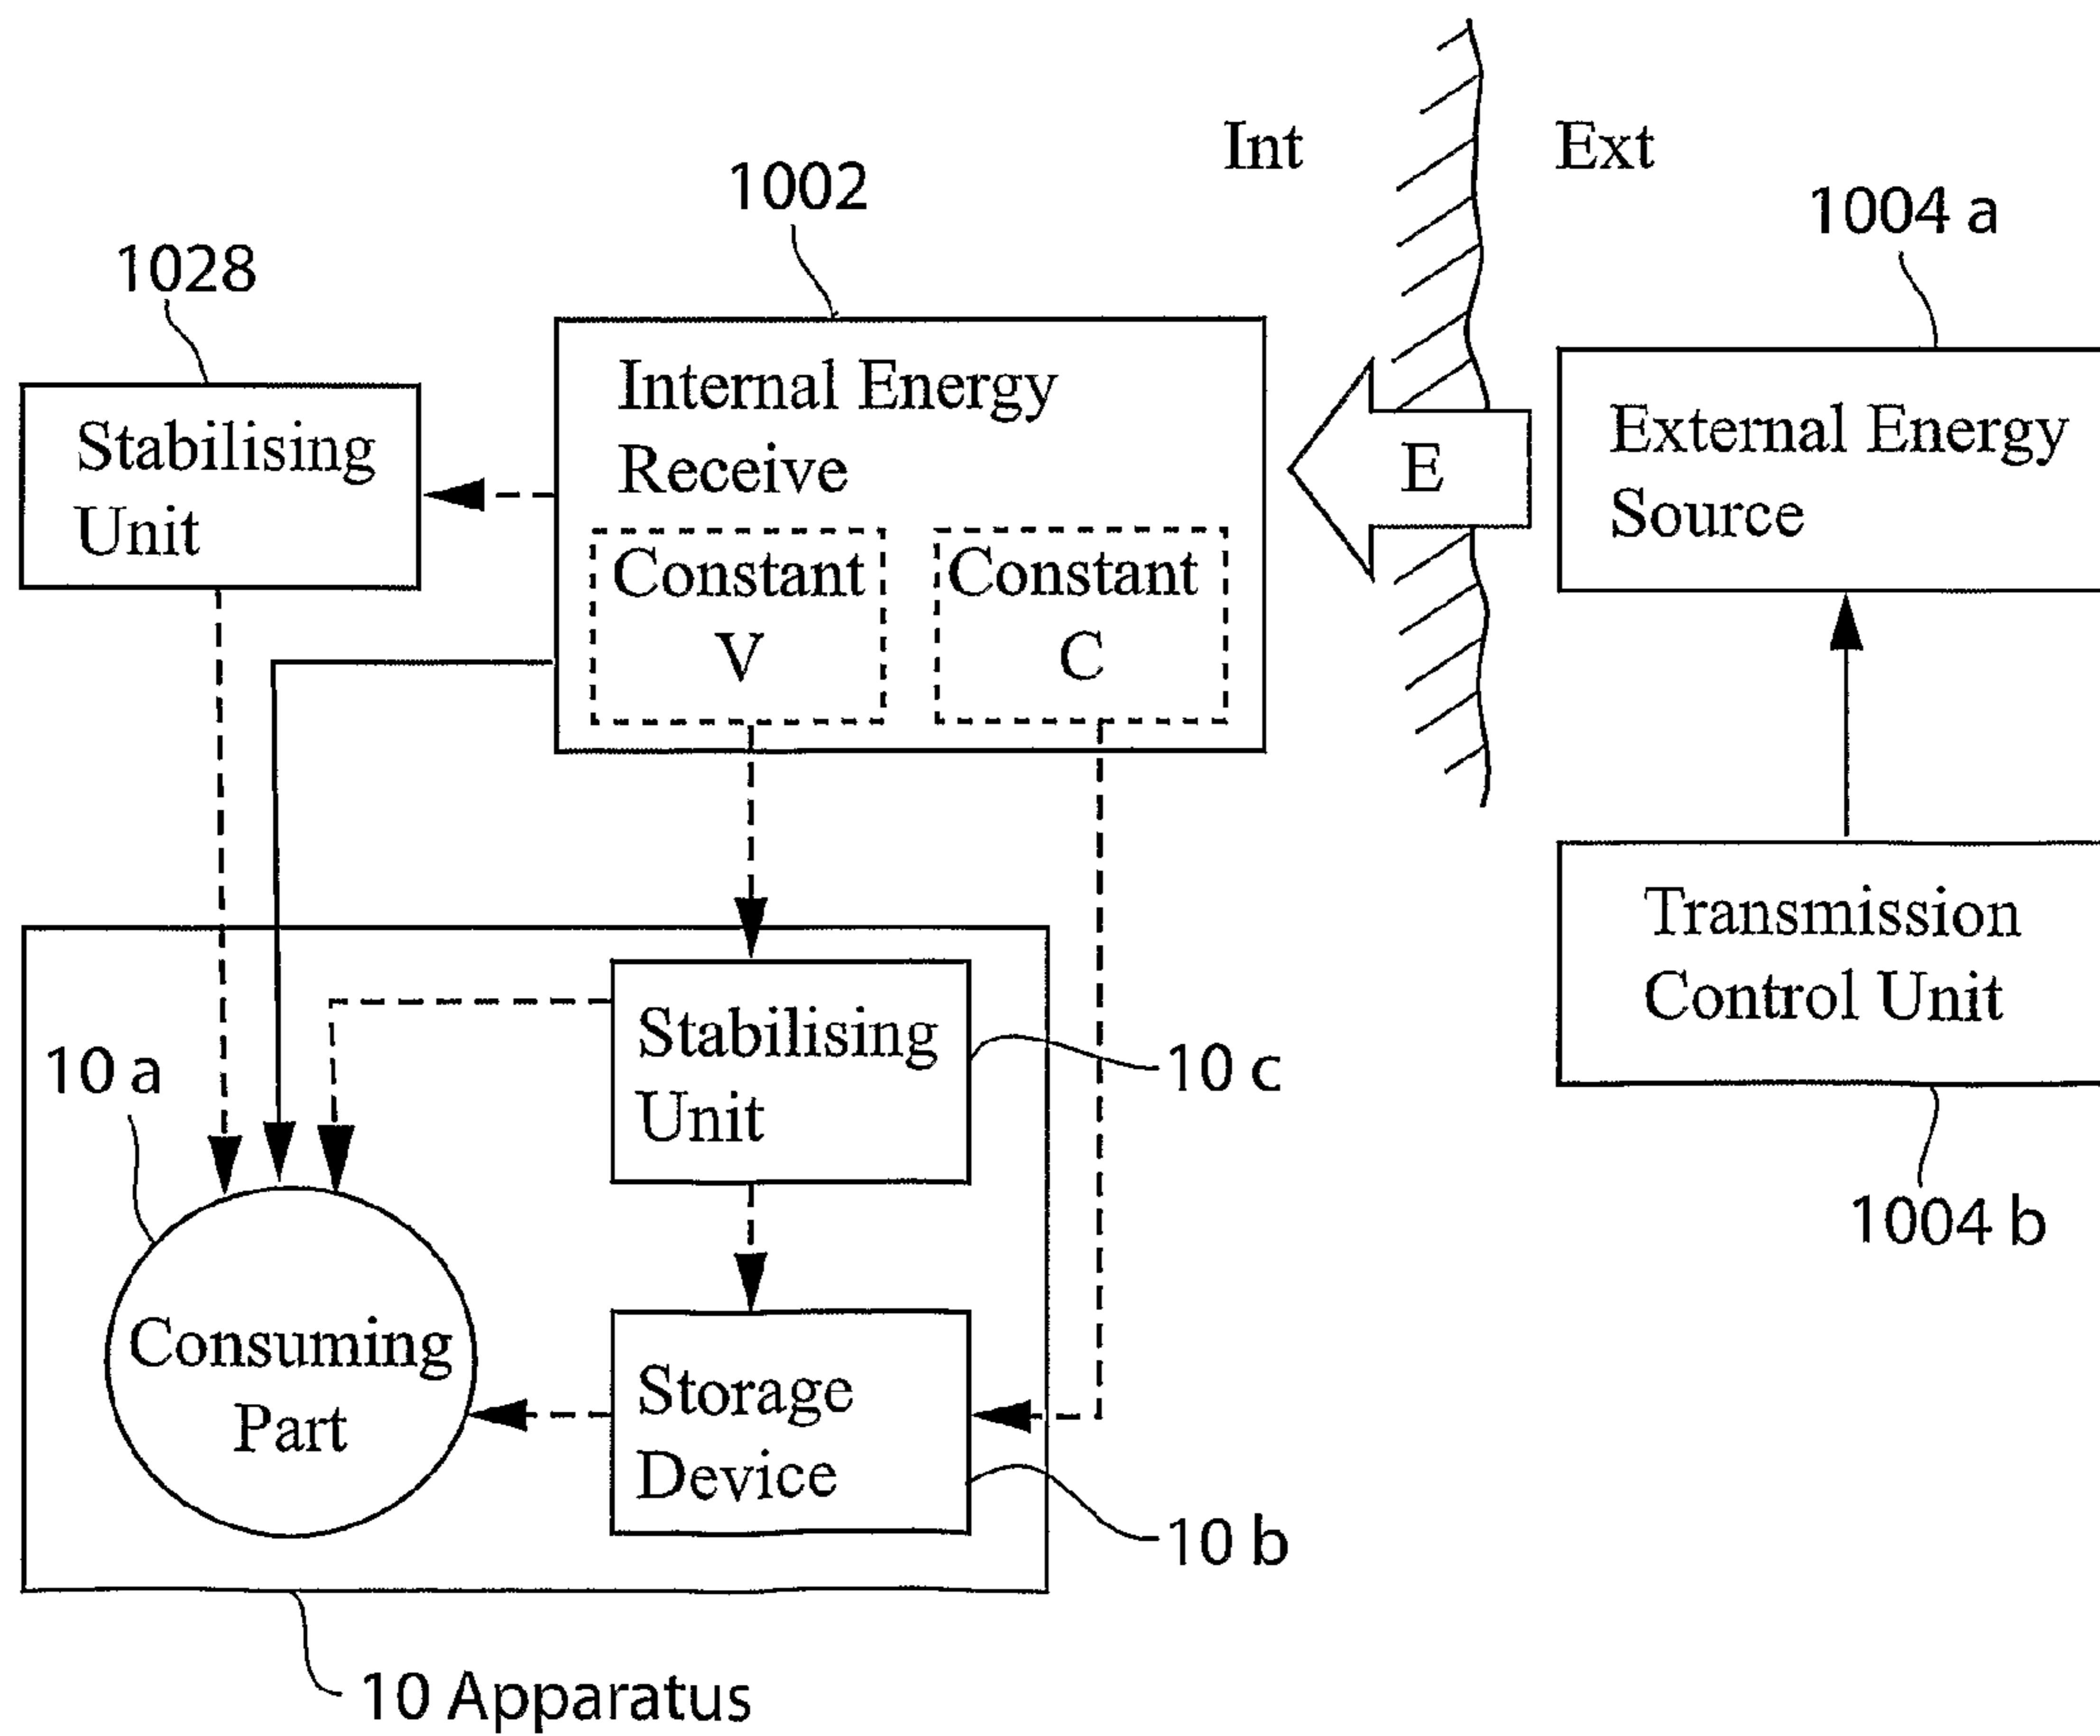 Int
Ext
1002
1004 a
1028
Internal Energy
Receive
Stabilising
Unit
E
External Energy
Source
Constant
V
Constant
C
Transmission
Control Unit
Stabilising
Unit
10 a
10 c
1004 b
Consuming
Part
Storage
Device
10 b
10 Apparatus